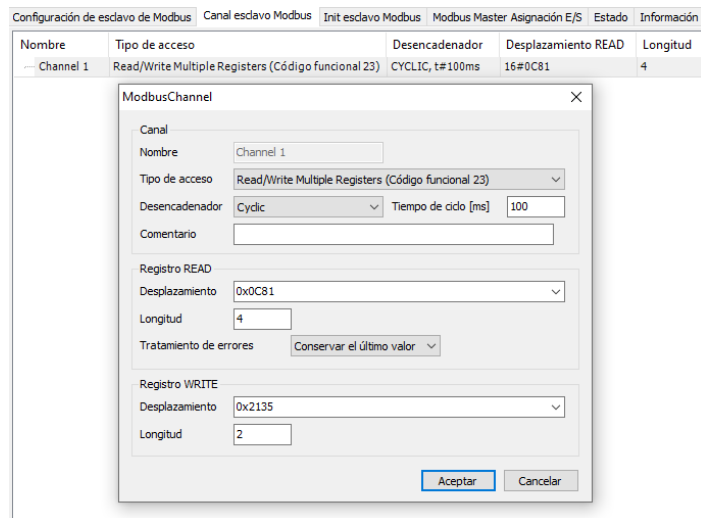 Configuración de esclavo de Modbus Canal esclavo Modbus Init esclavo Modbus Modbus Master Asignación E/S Estado Información
Nombre Tipo de acceso Desencadenador Desplazamiento READ Longitud
Channel 1 Read/Write Multiple Registers (Código funcional 23) CYCLIC, t#100ms 16#0C81 4
ModbusChannel
Canal
Nombre Channel 1
Tipo de acceso Read/Write Multiple Registers (Código funcional 23)
Desencadenador Cyclic Tiempo de ciclo [ms] 100
Comentario
Registro READ
Desplazamiento 0x0C81
Longitud 4
Tratamiento de errores Conservar el último valor
Registro WRITE
Desplazamiento 0x2135
Longitud 2
Aceptar Cancelar